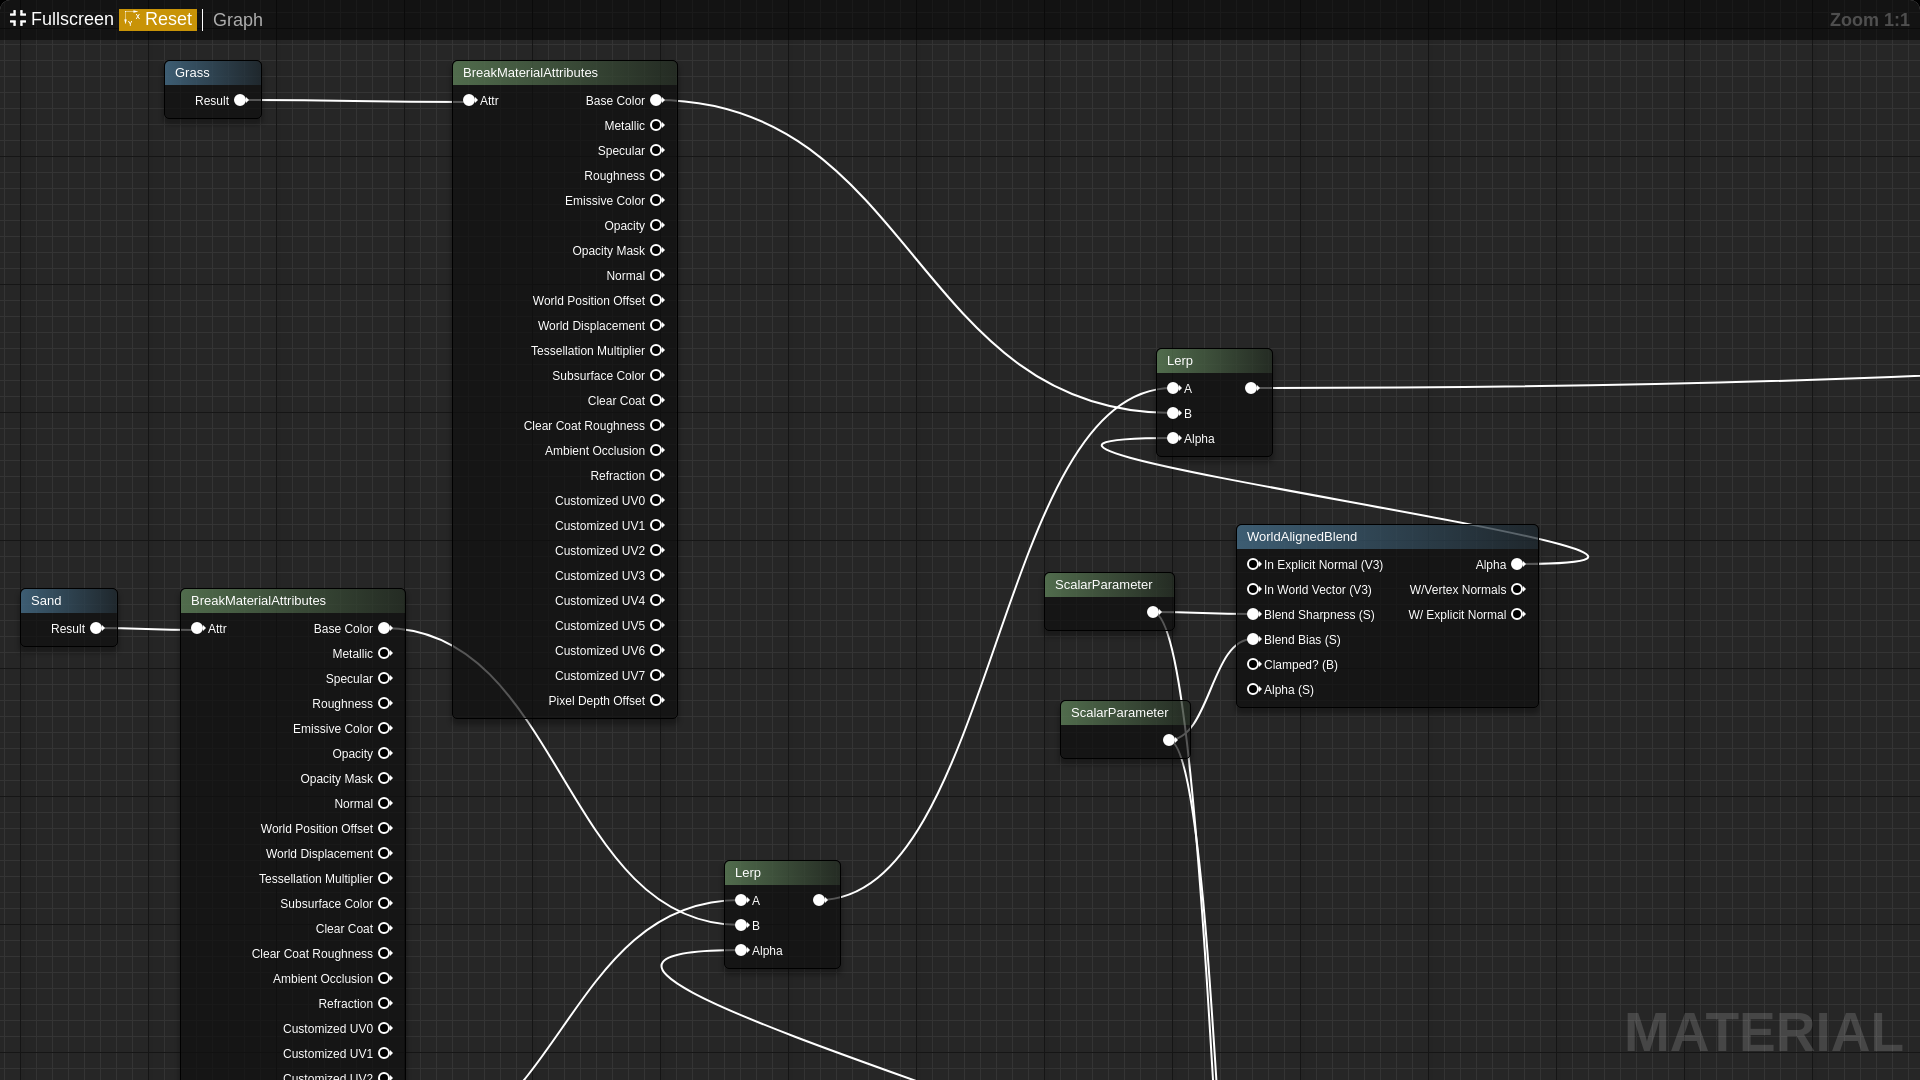 Fullscreen Reset Graph
Zoom 1:1
Grass
Result
BreakMaterialAttributes
Attr Base Color
Metallic
Specular
Roughness
Emissive Color
Opacity
Opacity Mask
Normal
World Position Offset
World Displacement
Tessellation Multiplier
Subsurface Color
Clear Coat
Clear Coat Roughness
Ambient Occlusion
Refraction
Customized UV0
Customized UV1
Customized UV2
Customized UV3
Customized UV4
Customized UV5
Customized UV6
Customized UV7
Pixel Depth Offset
Lerp
A
B
Alpha
WorldAlignedBlend
In Explicit Normal (V3) Alpha
In World Vector (V3) W/Vertex Normals
Blend Sharpness (S) W/ Explicit Normal
Blend Bias (S)
Clamped? (B)
Alpha (S)
ScalarParameter
ScalarParameter
Sand
Result
BreakMaterialAttributes
Attr Base Color
Metallic
Specular
Roughness
Emissive Color
Opacity
Opacity Mask
Normal
World Position Offset
World Displacement
Tessellation Multiplier
Subsurface Color
Clear Coat
Clear Coat Roughness
Ambient Occlusion
Refraction
Customized UV0
Customized UV1
Customized UV2
Lerp
A
B
Alpha
MATERIAL